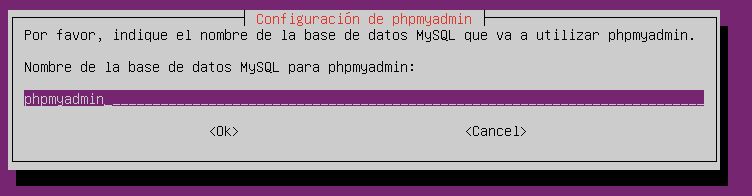 Configuración de phpmyadmin
Por favor, indique el nombre de la base de datos MySQL que va a utilizar phpmyadmin.
Nombre de la base de datos MySQL para phpmyadmin:
phpmyadmin
<Ok>
<Cancel>